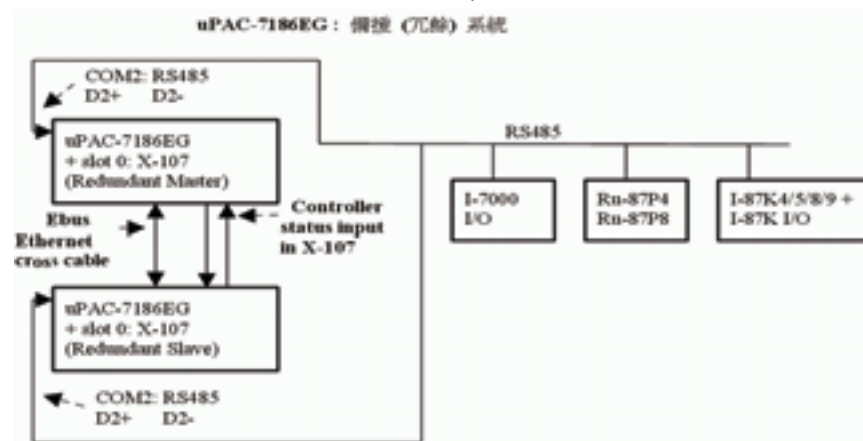 uPAC-7186EG : 備援 (冗餘) 系統
COM2: RS485
D2+ D2-
uPAC-7186EG
+ slot 0: X-107
(Redundant Master)
RS485
I-7000
I/O
Ru-87P4
Ru-87P8
I-87K4/5/8/9 +
I-87K I/O
Ebus
Ethernet
cross cable
Controller
status input
in X-107
uPAC-7186EG
+ slot 0: X-107
(Redundant Slave)
COM2: RS485
D2+ D2-